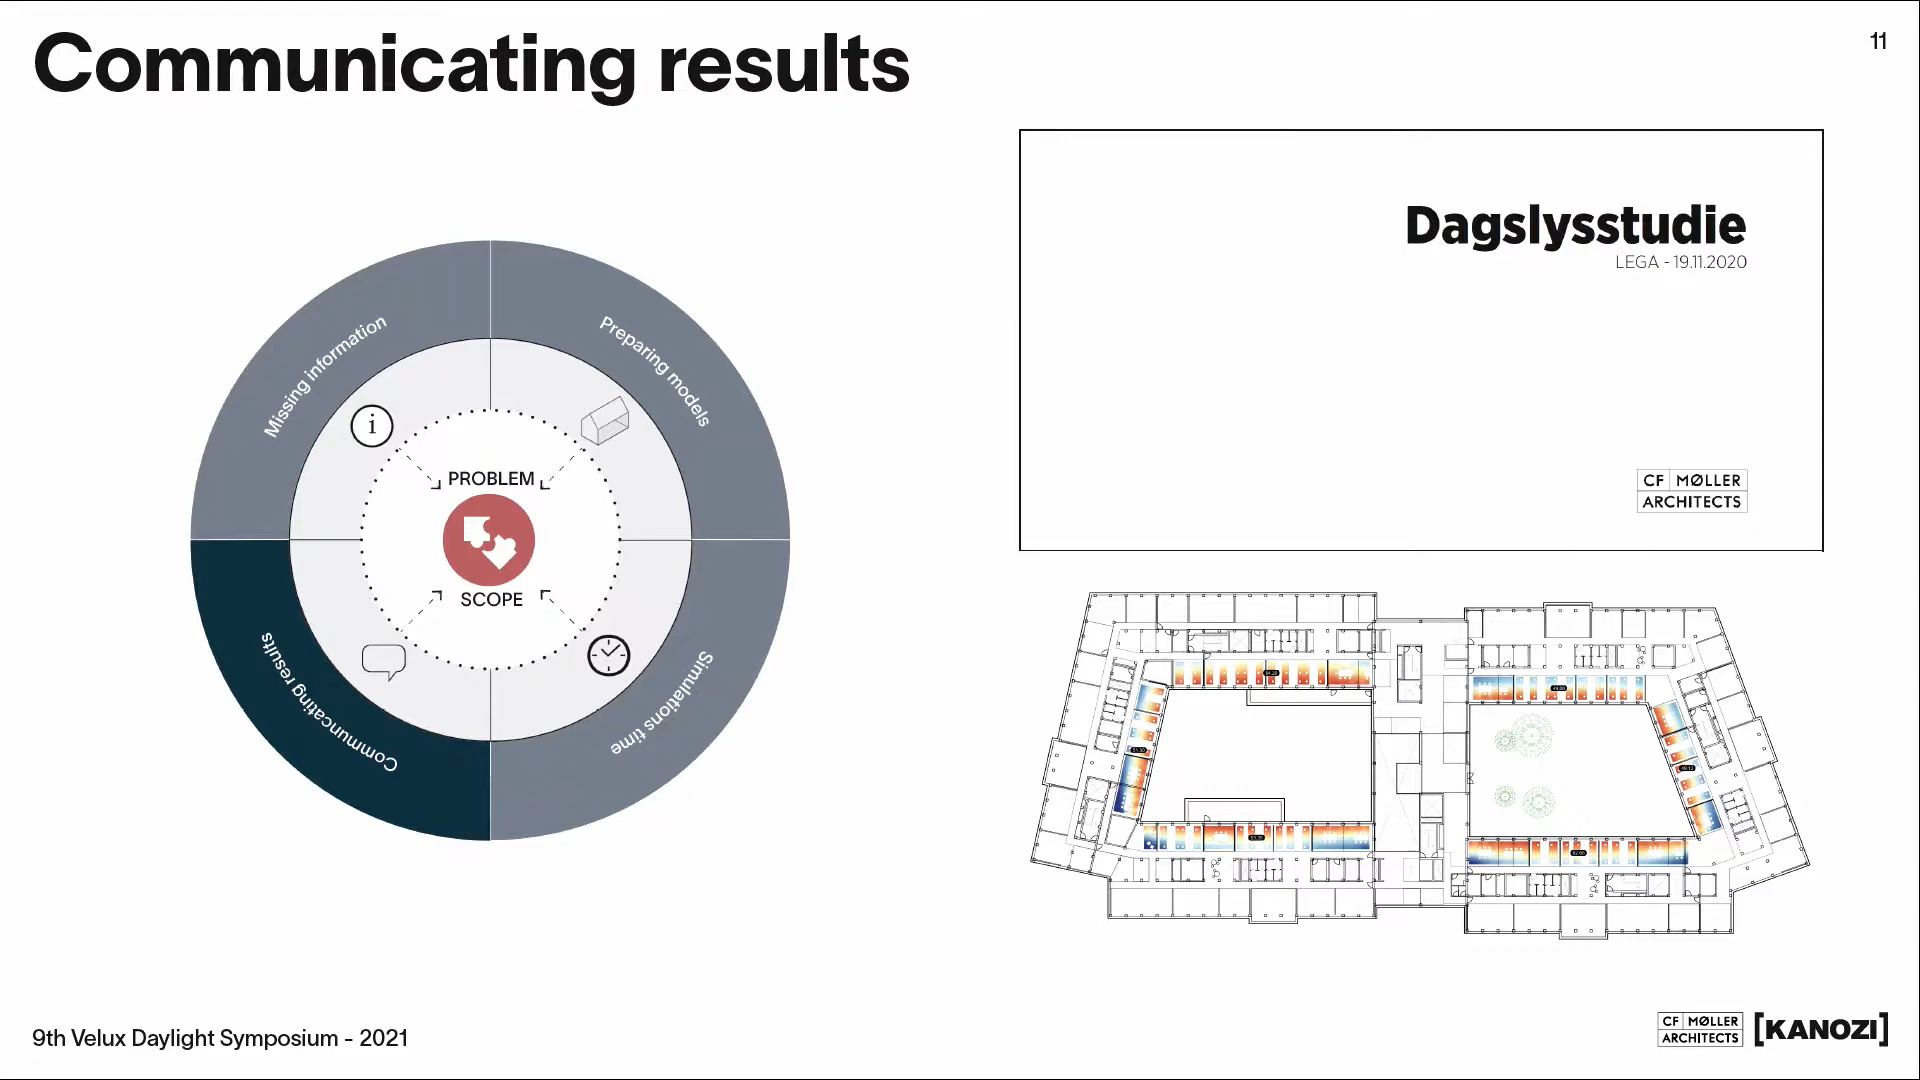 Communicating results
11
Missing information
Preparing models
i
PROBLEM
SCOPE
Communicating results
Simulations time
Dagslysstudie
LEGA - 19.11.2020
CF MØLLER
ARCHITECTS
9th Velux Daylight Symposium - 2021
CF MØLLER
ARCHITECTS
[KANOZI]